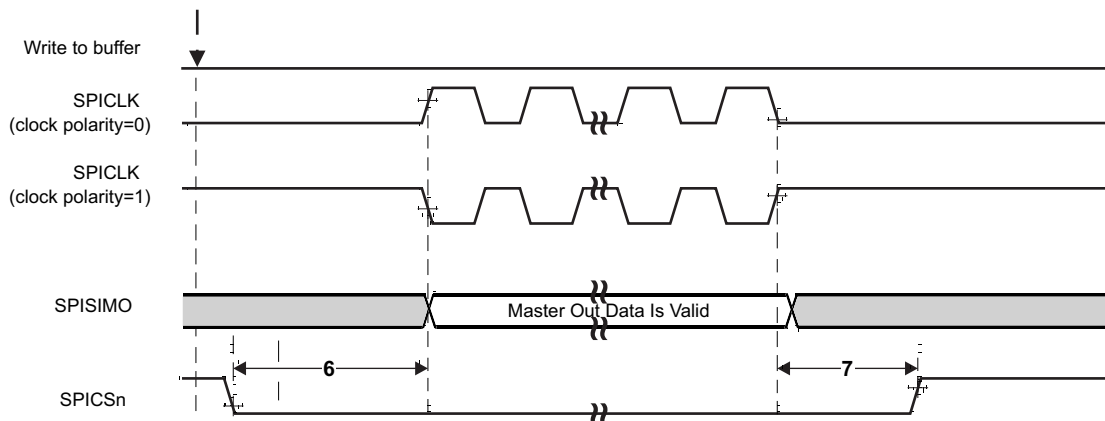 Write to buffer
SPICLK
(clock polarity=0)
SPICLK
(clock polarity=1)
SPISIMO
Master Out Data Is Valid
6
7
SPICSn